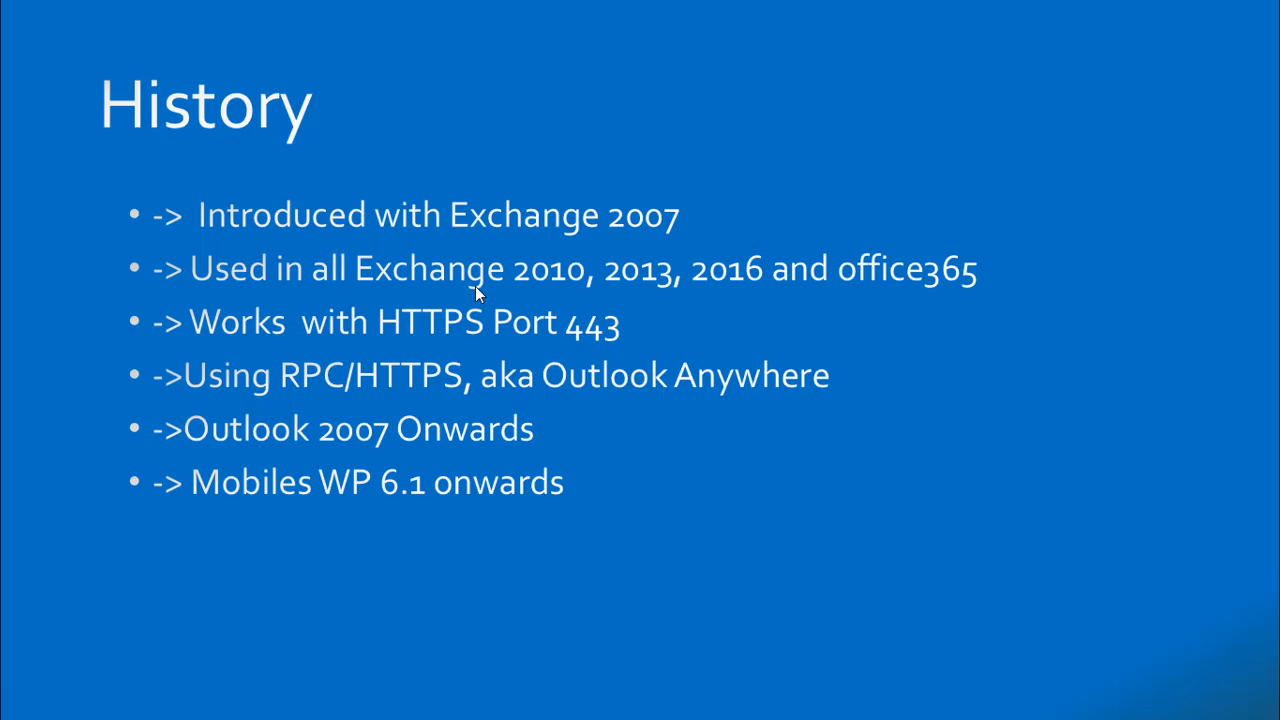 History
• ->  Introduced with Exchange 2007
• -> Used in all Exchange 2010, 2013, 2016 and office365
• -> Works  with HTTPS Port 443
• ->Using RPC/HTTPS, aka Outlook Anywhere
• ->Outlook 2007 Onwards
• -> Mobiles WP 6.1 onwards